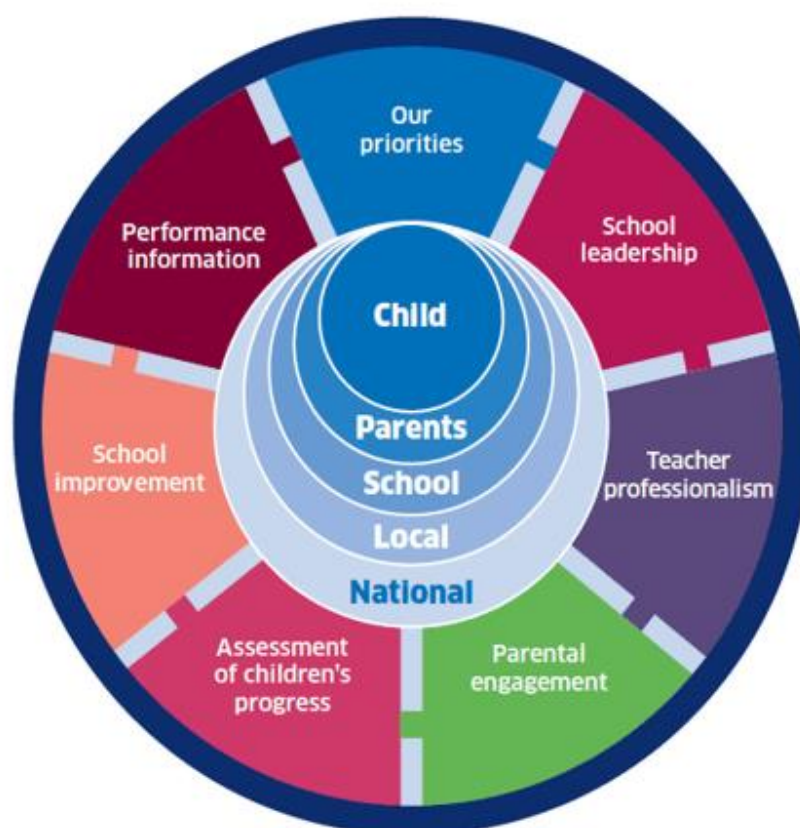 Our
priorities
School
leadership
Teacher
professionalism
Parental
engagement
Assessment
of children's
progress
School
improvement
Performance
information
Child
Parents
School
Local
National